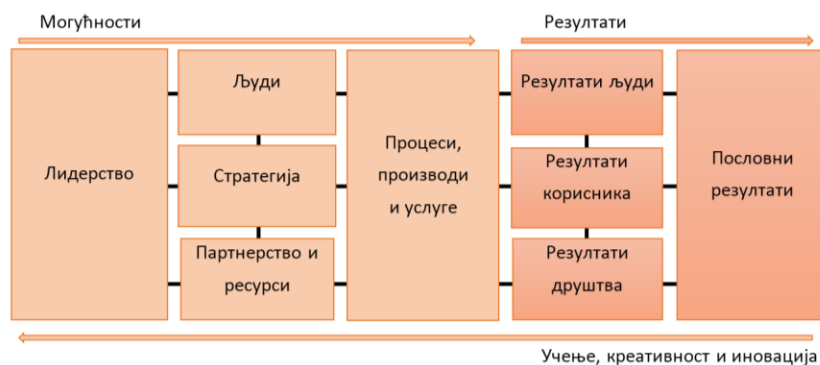 Могућности
Резултати
Лидерство
Људи
Стратегија
Партнерство и
ресурси
Процеси,
производи
и услуге
Резултати људи
Резултати
корисника
Резултати
друштва
Пословни
резултати
Учење, креативност и иновација